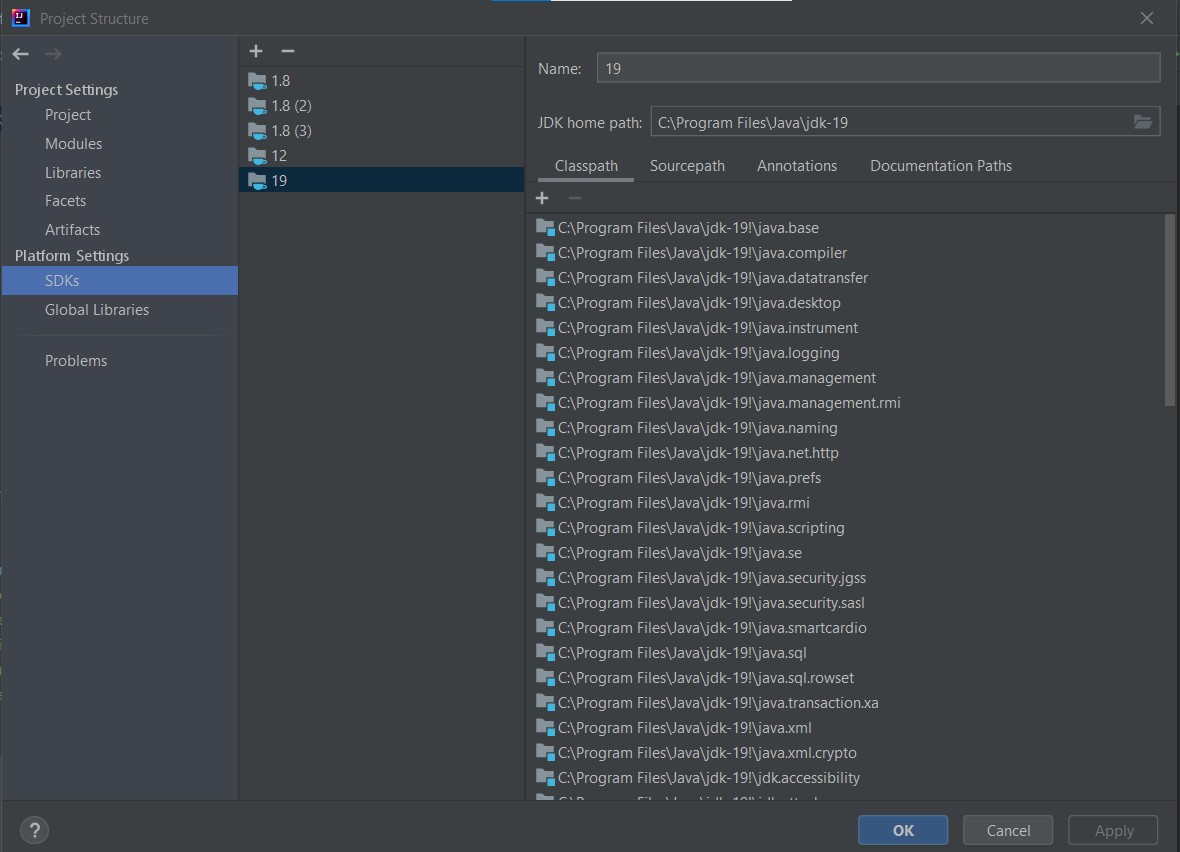 Project Structure
Project Settings
Project
Modules
Libraries
Facets
Artifacts
Platform Settings
SDKs
Global Libraries
Problems
1.8
1.8 (2)
1.8 (3)
12
19
Name: 19
JDK home path: C:\Program Files\Java\jdk-19
Classpath Sourcepath Annotations Documentation Paths
C:\Program Files\Java\jdk-19!\java.base
C:\Program Files\Java\jdk-19!\java.compiler
C:\Program Files\Java\jdk-19!\java.datatransfer
C:\Program Files\Java\jdk-19!\java.desktop
C:\Program Files\Java\jdk-19!\java.instrument
C:\Program Files\Java\jdk-19!\java.logging
C:\Program Files\Java\jdk-19!\java.management
C:\Program Files\Java\jdk-19!\java.management.rmi
C:\Program Files\Java\jdk-19!\java.naming
C:\Program Files\Java\jdk-19!\java.net.http
C:\Program Files\Java\jdk-19!\java.prefs
C:\Program Files\Java\jdk-19!\java.rmi
C:\Program Files\Java\jdk-19!\java.scripting
C:\Program Files\Java\jdk-19!\java.se
C:\Program Files\Java\jdk-19!\java.security.jgss
C:\Program Files\Java\jdk-19!\java.security.sasl
C:\Program Files\Java\jdk-19!\java.smartcardio
C:\Program Files\Java\jdk-19!\java.sql
C:\Program Files\Java\jdk-19!\java.sql.rowset
C:\Program Files\Java\jdk-19!\java.transaction.xa
C:\Program Files\Java\jdk-19!\java.xml
C:\Program Files\Java\jdk-19!\java.xml.crypto
C:\Program Files\Java\jdk-19!\jdk.accessibility
? OK Cancel Apply